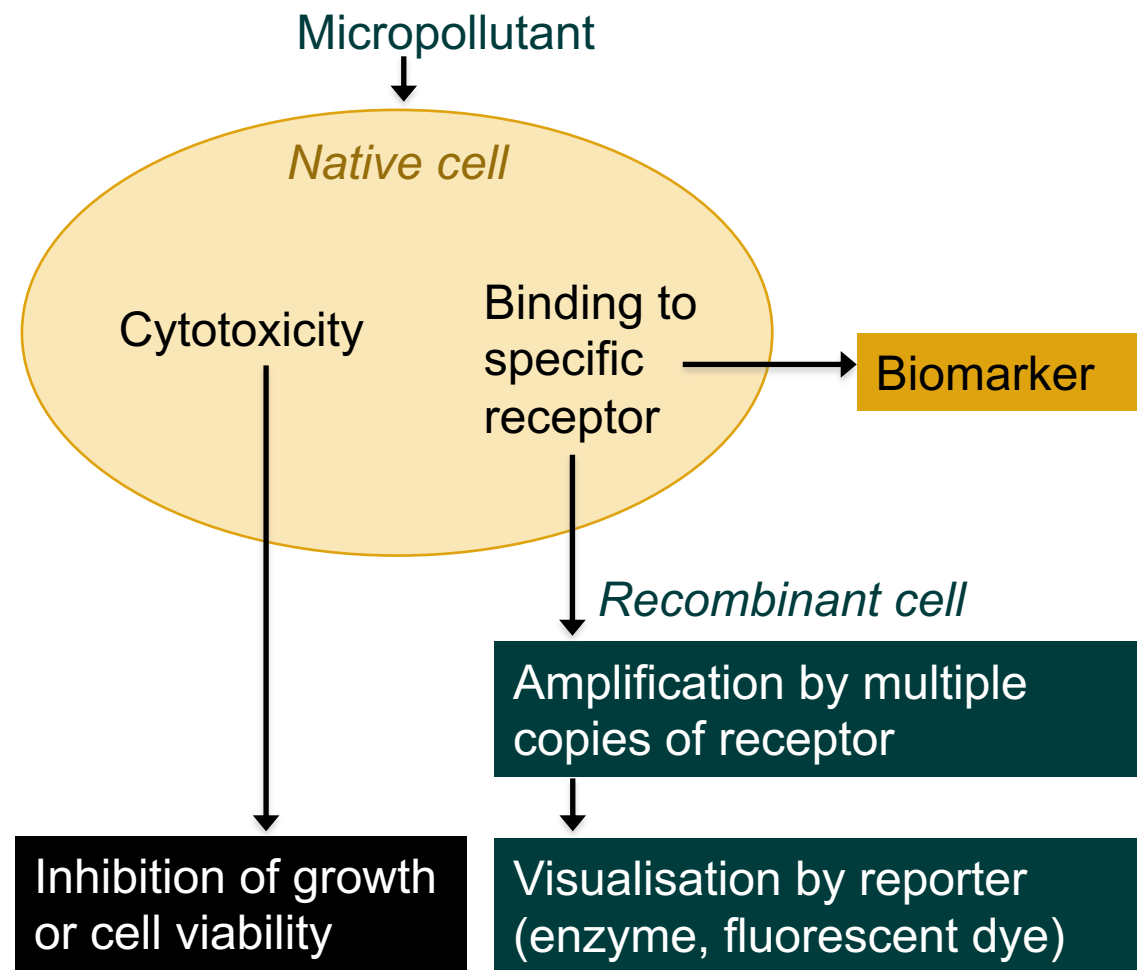 Micropollutant
Native cell
Cytotoxicity
Binding to
specific
receptor
Biomarker
Recombinant cell
Amplification by multiple
copies of receptor
Inhibition of growth
or cell viability
Visualisation by reporter
(enzyme, fluorescent dye)